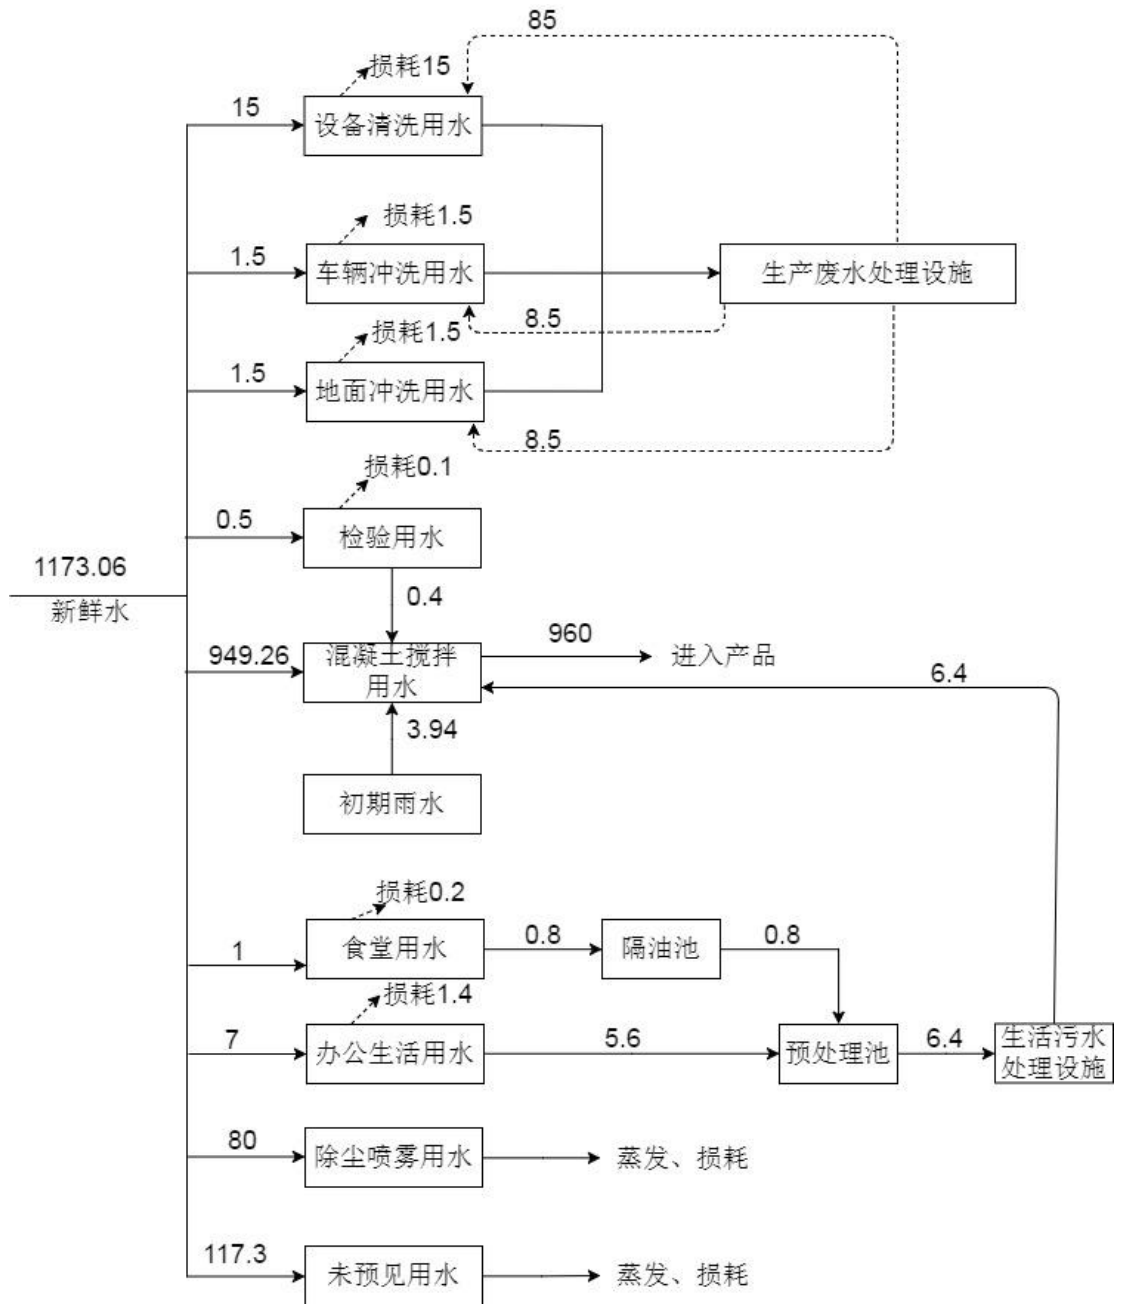 85
损耗15
15
设备清洗用水
损耗1.5
1.5
车辆冲洗用水
生产废水处理设施
8.5
损耗1.5
1.5
地面冲洗用水
8.5
损耗0.1
0.5
检验用水
1173.06
新鲜水
0.4
949.26
混凝土搅拌
用水
960
进入产品
6.4
3.94
初期雨水
损耗0.2
1
食堂用水
0.8
隔油池
0.8
损耗1.4
7
办公生活用水
5.6
预处理池
6.4
生活污水
处理设施
80
除尘喷雾用水
蒸发、损耗
117.3
未预见用水
蒸发、损耗